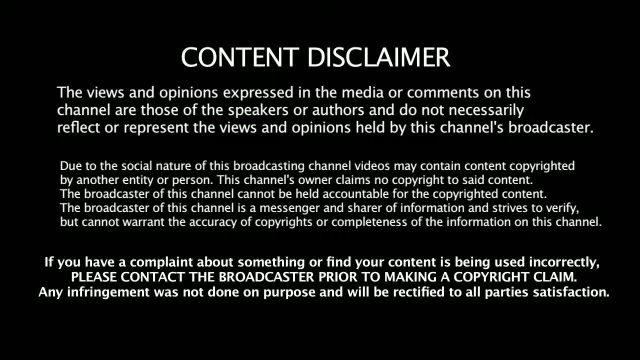 CONTENT DISCLAIMER
The views and opinions expressed in the media or comments on this
channel are those of the speakers or authors and do not necessarily
reflect or represent the views and opinions held by this channel's broadcaster.
Due to the social nature of this broadcasting channel videos may contain content copyrighted
by another entity or person. This channel's owner claims no copyright to said content.
The broadcaster of this channel cannot be held accountable for the copyrighted content.
The broadcaster of this channel is a messenger and sharer of information and strives to verify,
but cannot warrant the accuracy of copyrights or completeness of the information on this channel.
If you have a complaint about something or find your content is being used incorrectly,
PLEASE CONTACT THE BROADCASTER PRIOR TO MAKING A COPYRIGHT CLAIM.
Any infringement was not done on purpose and will be rectified to all parties satisfaction.